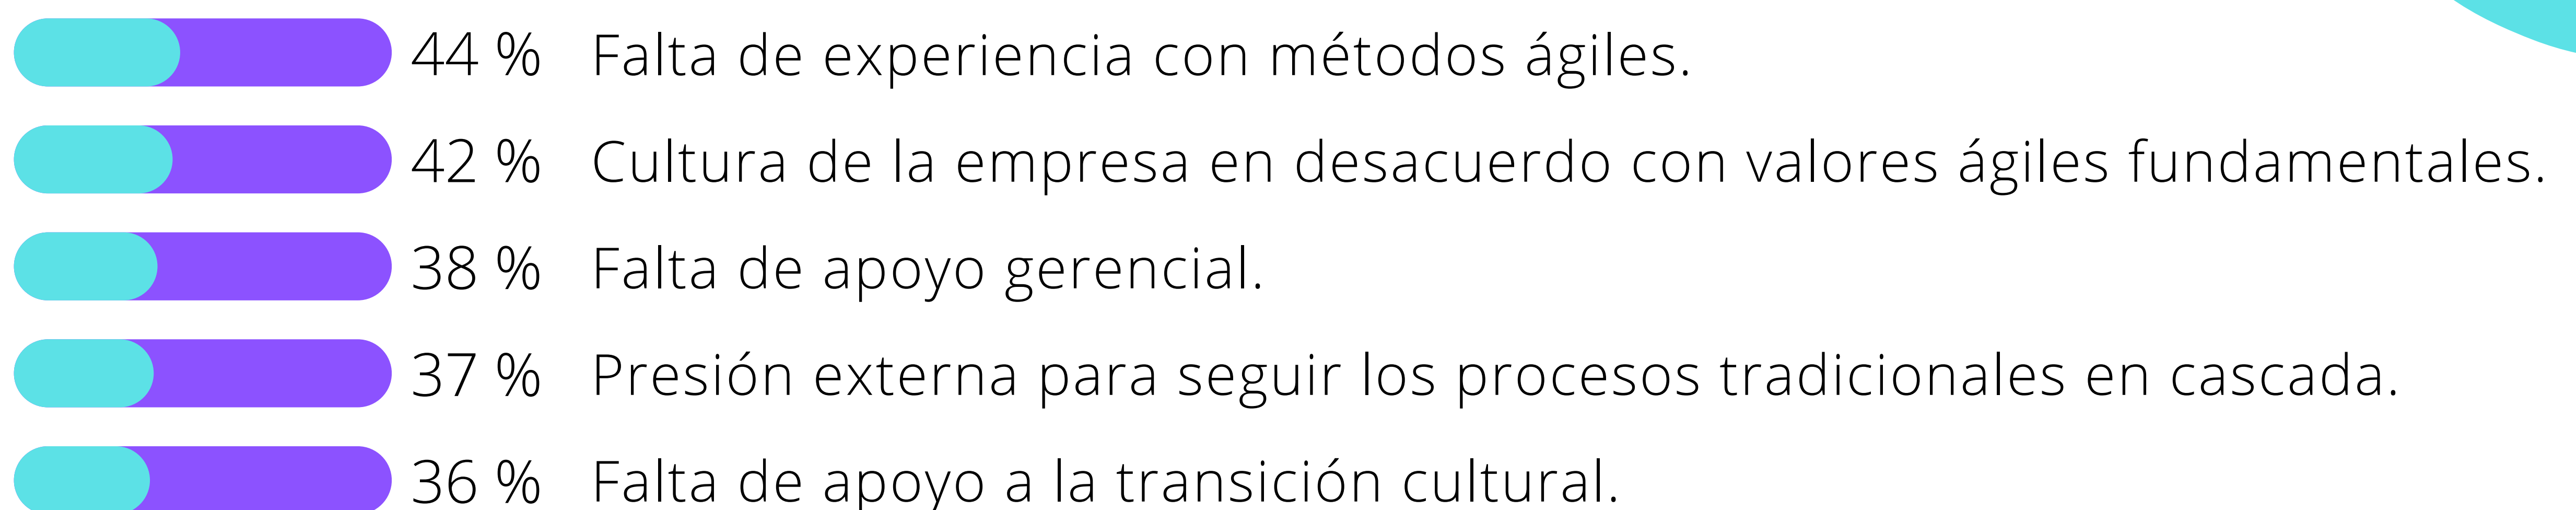 44 % Falta de experiencia con métodos ágiles.
42 % Cultura de la empresa en desacuerdo con valores ágiles fundamentales.
38 % Falta de apoyo gerencial.
37 % Presión externa para seguir los procesos tradicionales en cascada.
36 % Falta de apoyo a la transición cultural.